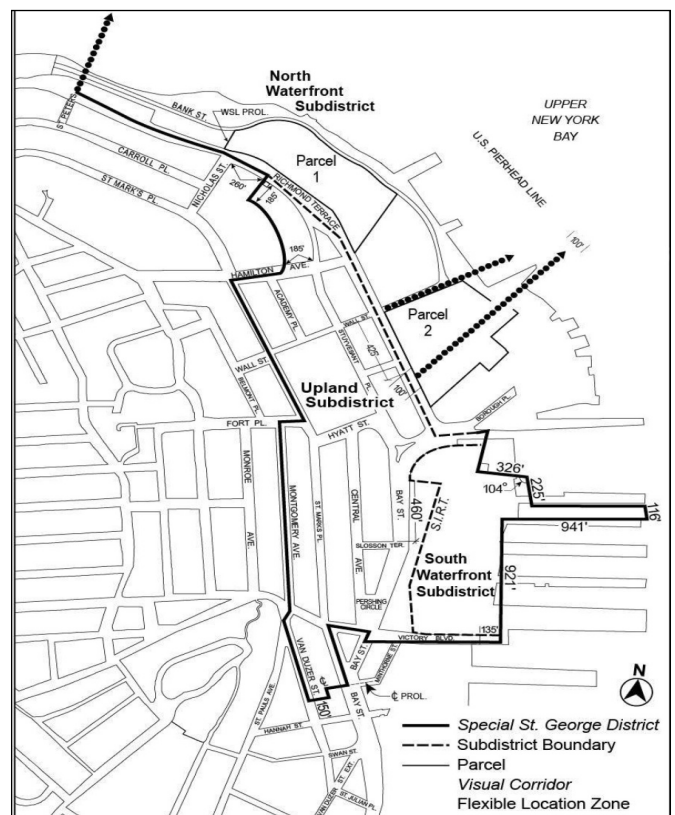 North
Waterfront
Subdistrict
UPPER
NEW YORK
BAY
BANK ST.
WSL PROL.
ST PETERS
Parcel
1
U.S. PIERHEAD LINE
CARROLL PL.
NICHOLAS ST.
ST MARK'S PL.
260'
185'
RICHMOND TERRACE
100'
185'
HAMILTON AVE.
ACADEMY PL.
WALL ST.
STUYVESANT PL.
425'
Parcel
2
WALL ST.
100'
BELMONT PL.
Upland
Subdistrict
BOROUGH PL.
FORT PL.
HYATT ST.
MONROE AVE.
MONTGOMERY AVE.
ST. MARKS PL.
CENTRAL AVE.
BAY ST.
460'
S.I.R.T.
326'
104°
225'
116'
941'
SLOSSON TER.
South
Waterfront
Subdistrict
921'
PERSHING
CIRCLE
135'
VICTORY BLVD.
VAN DUZER ST.
BAY ST.
MINTHORNE ST.
150'
BAY ST.
℄ PROL.
ST. PAULS AVE.
HANNAH ST.
SWAN ST.
VAN DUZER ST. EXT
ST. JULIAN PL.
N
Special St. George District
Subdistrict Boundary
Parcel
Visual Corridor
Flexible Location Zone